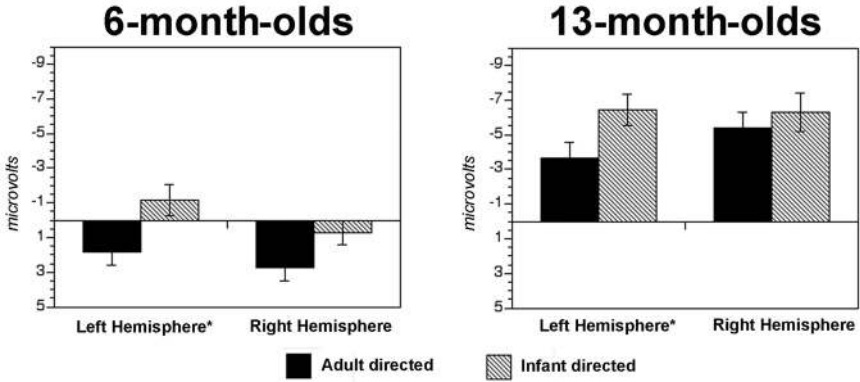 6-month-olds
13-month-olds
microvolts
-9
-7
-5
-3
-1
1
3
5
Left Hemisphere*
Right Hemisphere
microvolts
-9
-7
-5
-3
-1
1
3
5
Left Hemisphere*
Right Hemisphere
Adult directed
Infant directed